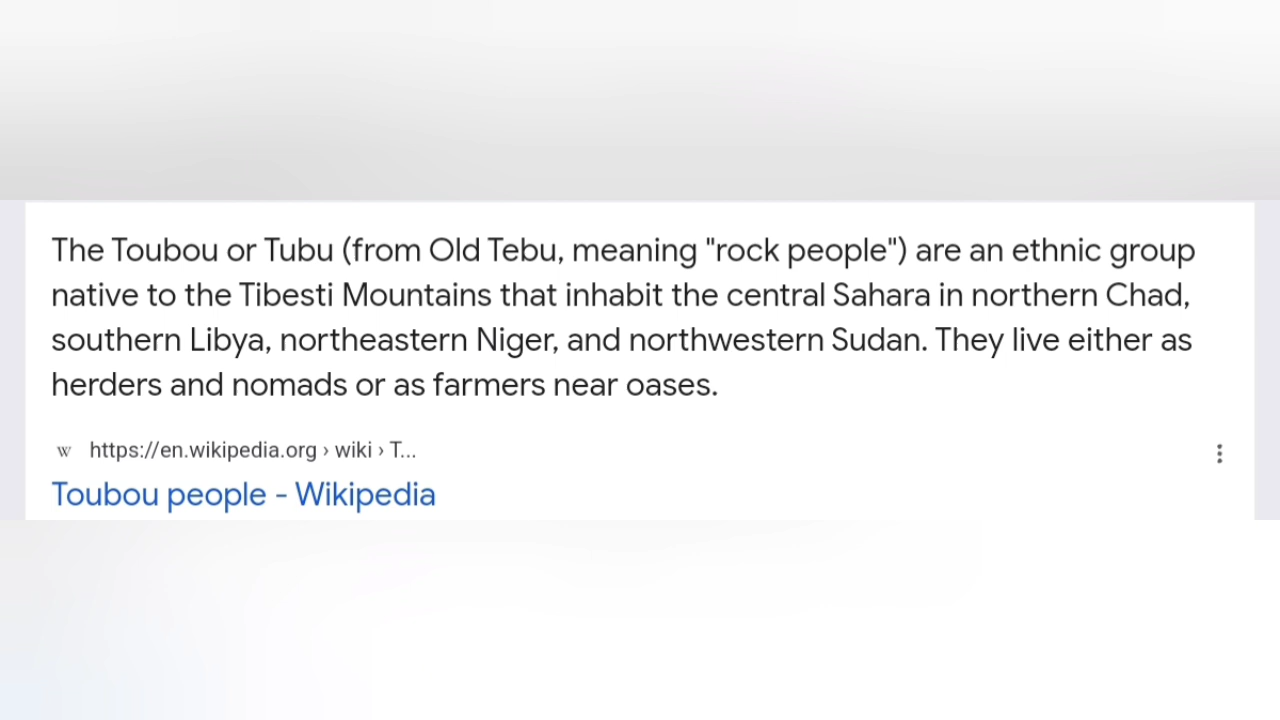 The Toubou or Tubu (from Old Tebu, meaning "rock people") are an ethnic group
native to the Tibesti Mountains that inhabit the central Sahara in northern Chad,
southern Libya, northeastern Niger, and northwestern Sudan. They live either as
herders and nomads or as farmers near oases.
W https://en.wikipedia.org › wiki › T...
Toubou people - Wikipedia